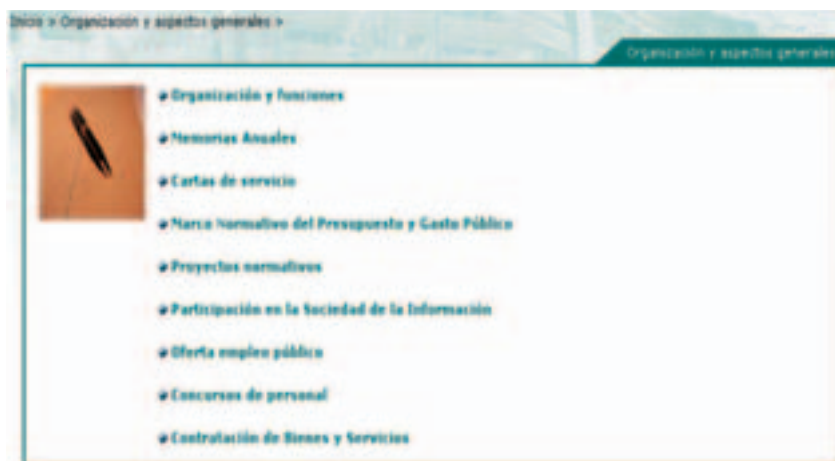 Inicio > Organización y aspectos generales >
Organización y aspectos generales
Organización y funciones
Memorias Anuales
Cartas de servicio
Marco Normativo del Presupuesto y Gasto Público
Proyectos normativos
Participación en la Sociedad de la Información
Oferta empleo público
Concursos de personal
Contratación de Bienes y Servicios